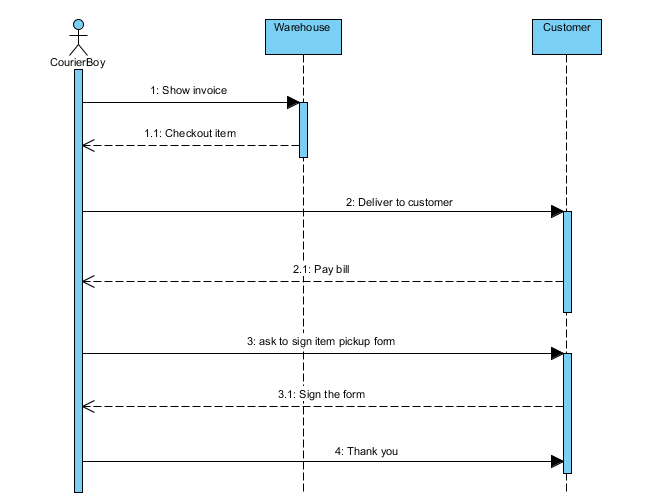 Warehouse
Customer
CourierBoy
1: Show invoice
1.1: Checkout item
2: Deliver to customer
2.1: Pay bill
3: ask to sign item pickup form
3.1: Sign the form
4: Thank you